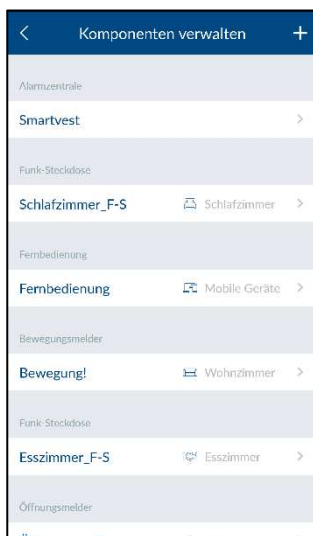 Komponenten verwalten
Alarmzentrale
Smartvest
Funk-Steckdose
Schlafzimmer_F-S Schlafzimmer
Fernbedienung
Fernbedienung Mobile Geräte
Bewegungsmelder
Bewegung! Wohnzimmer
Funk-Steckdose
Esszimmer_F-S Esszimmer
Öffnungsmelder